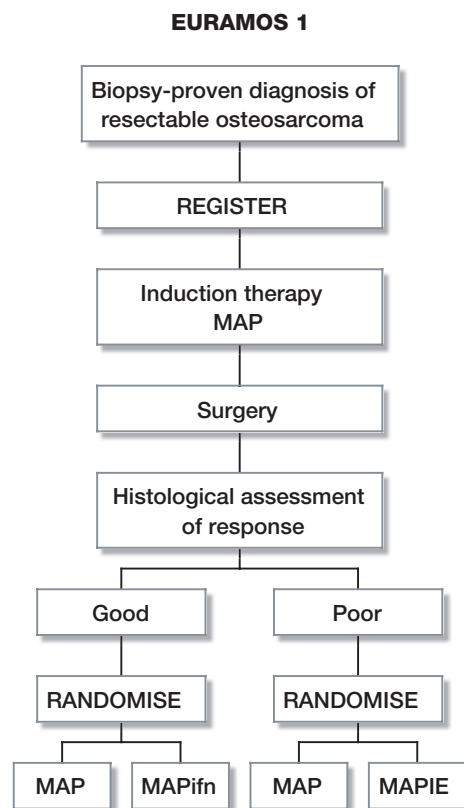 EURAMOS 1
Biopsy-proven diagnosis of
resectable osteosarcoma
REGISTER
Induction therapy
MAP
Surgery
Histological assessment
of response
Good
Poor
RANDOMISE
RANDOMISE
MAP
MAPifn
MAP
MAPIE